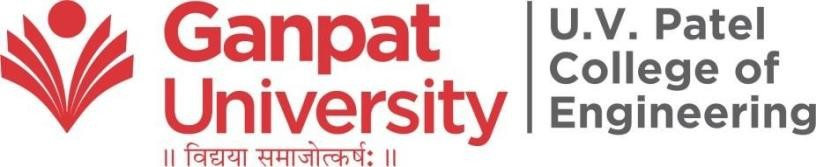 Ganpat
University
॥ विद्यया समाजोत्कर्षः ॥
U.V. Patel
College of
Engineering